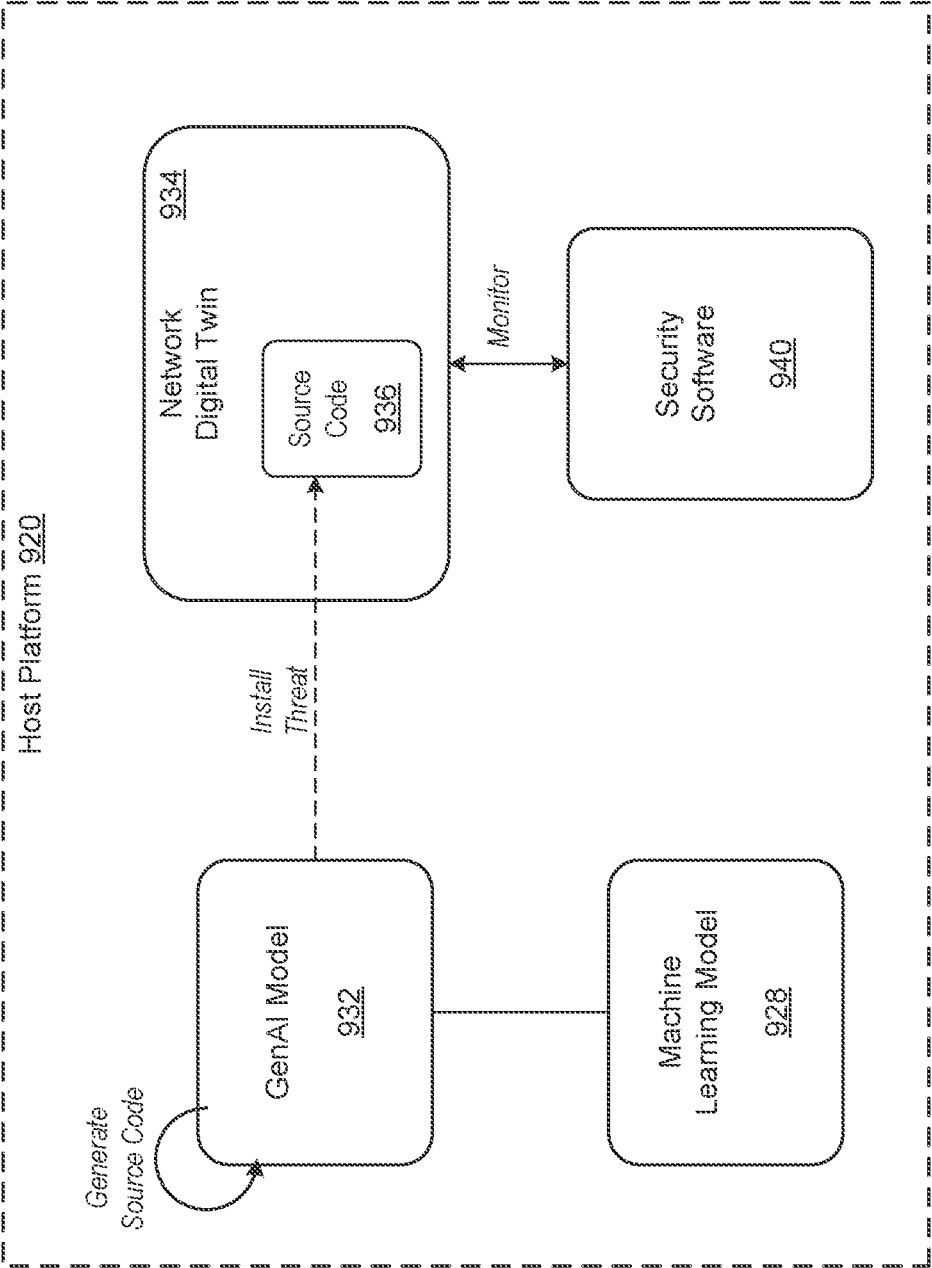 Host Platform 920
Generate
Source Code
GenAI Model
932
Install
Threat
Network
Digital Twin
934
Source
Code
936
Machine
Learning Model
928
Monitor
Security
Software
940